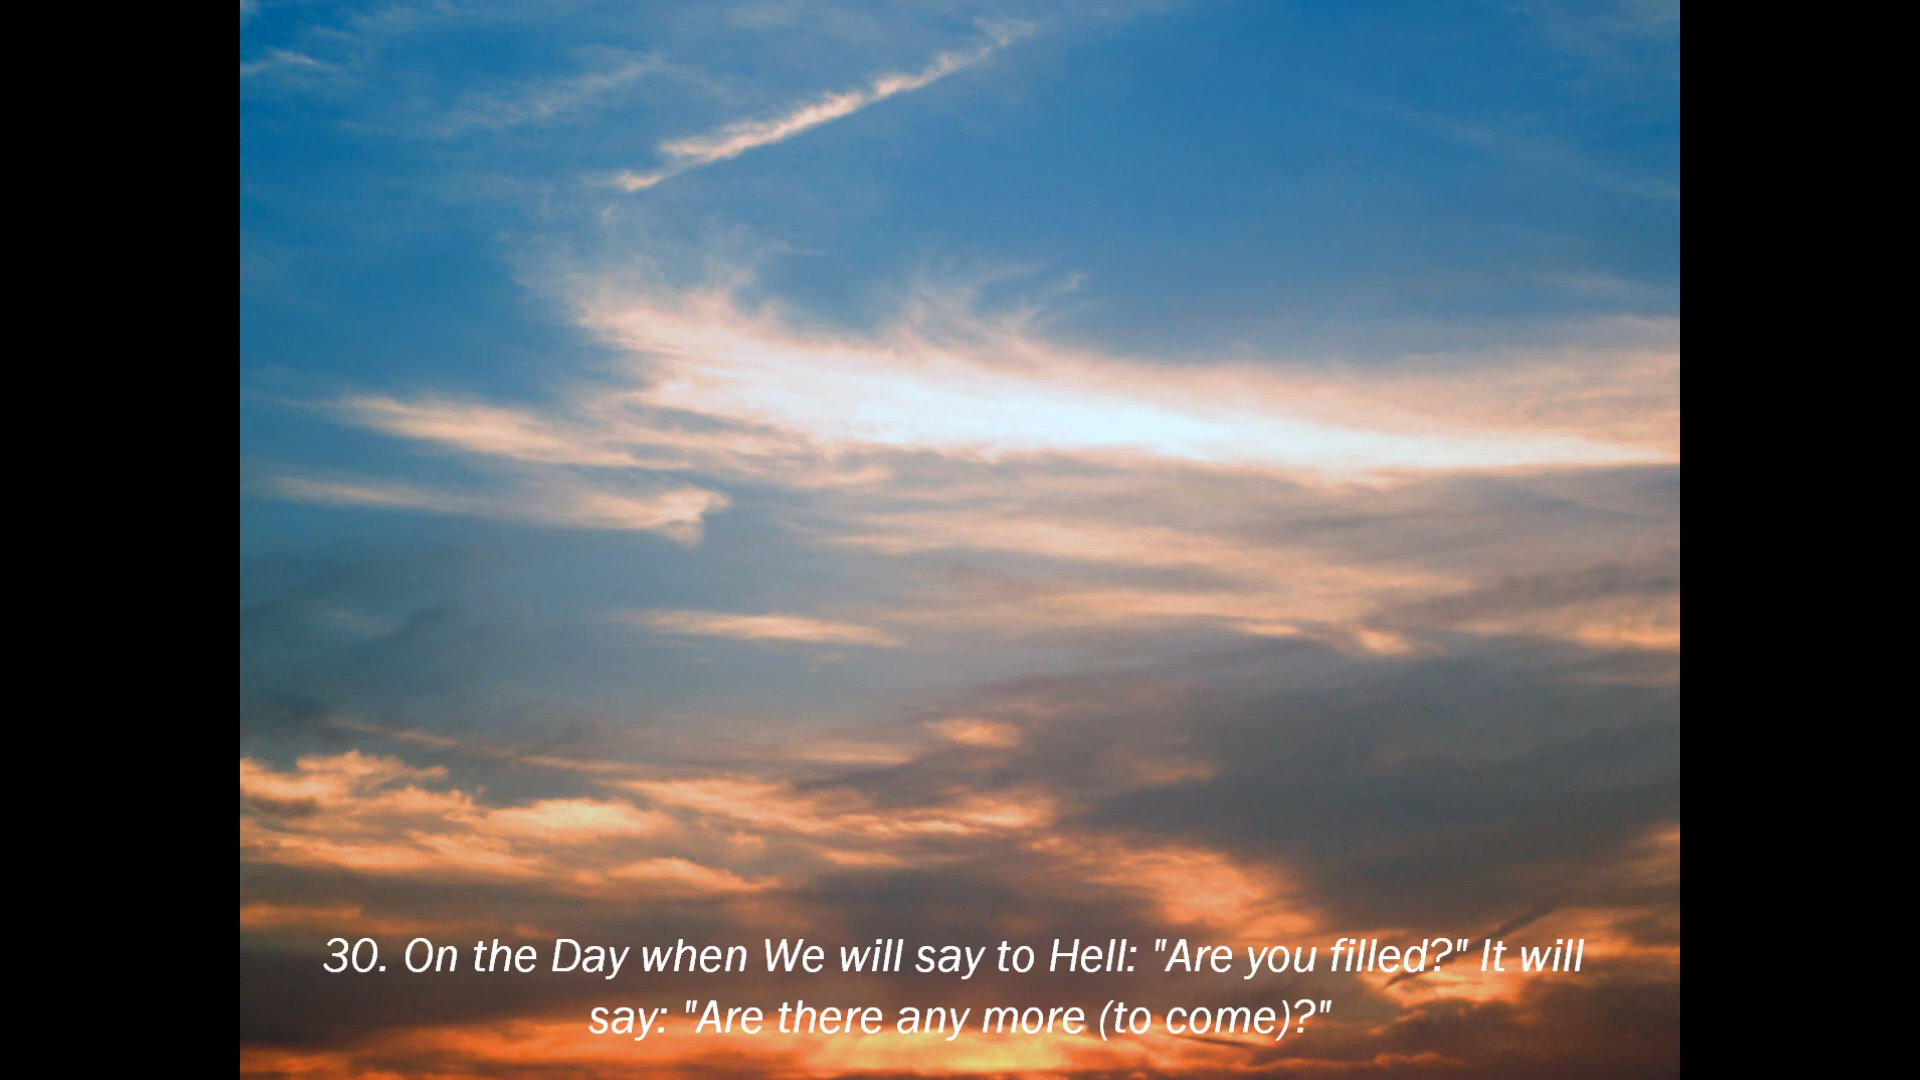 30. On the Day when We will say to Hell: "Are you filled?" It will
say: "Are there any more (to come)?"